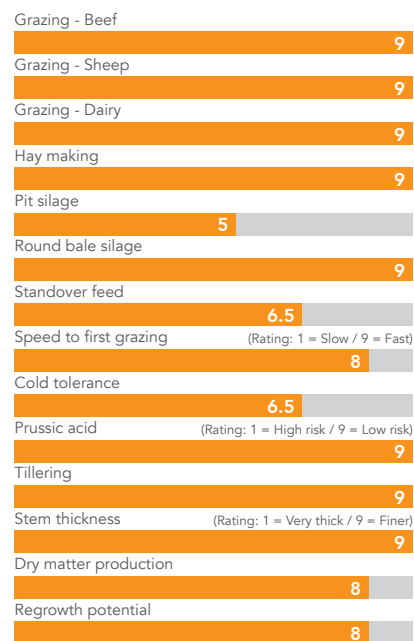 Grazing - Beef
9
Grazing - Sheep
9
Grazing - Dairy
9
Hay making
9
Pit silage
5
Round bale silage
9
Standover feed
6.5
Speed to first grazing (Rating: 1 = Slow / 9 = Fast)
8
Cold tolerance
6.5
Prussic acid (Rating: 1 = High risk / 9 = Low risk)
9
Tillering
9
Stem thickness (Rating: 1 = Very thick / 9 = Finer)
9
Dry matter production
8
Regrowth potential
8